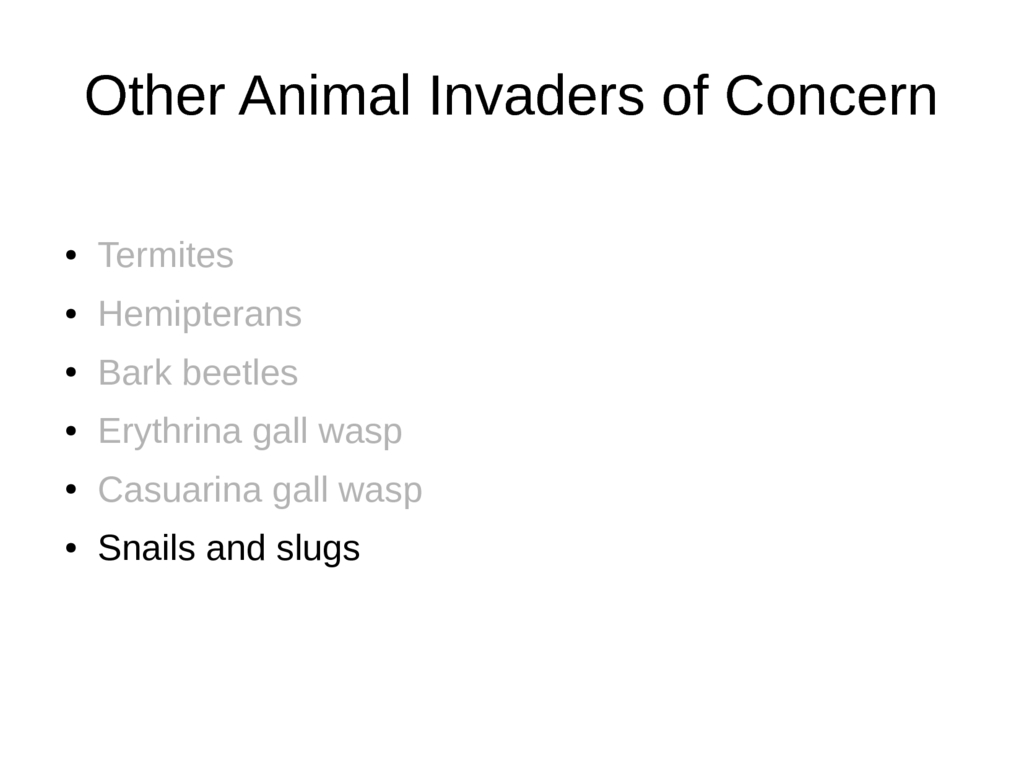 Other Animal Invaders of Concern
• Termites
• Hemipterans
• Bark beetles
• Erythrina gall wasp
• Casuarina gall wasp
• Snails and slugs